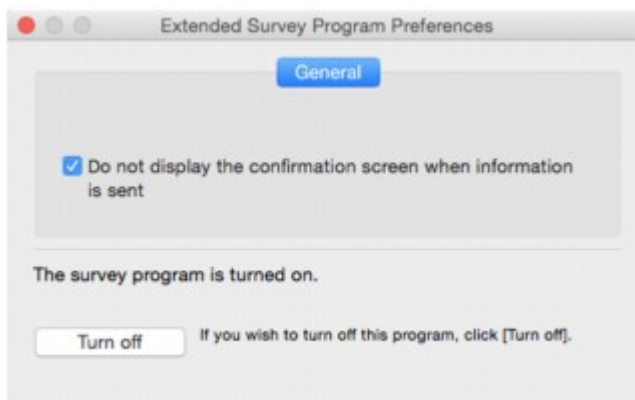 Extended Survey Program Preferences
General
Do not display the confirmation screen when information
is sent
The survey program is turned on.
Turn off
If you wish to turn off this program, click [Turn off].